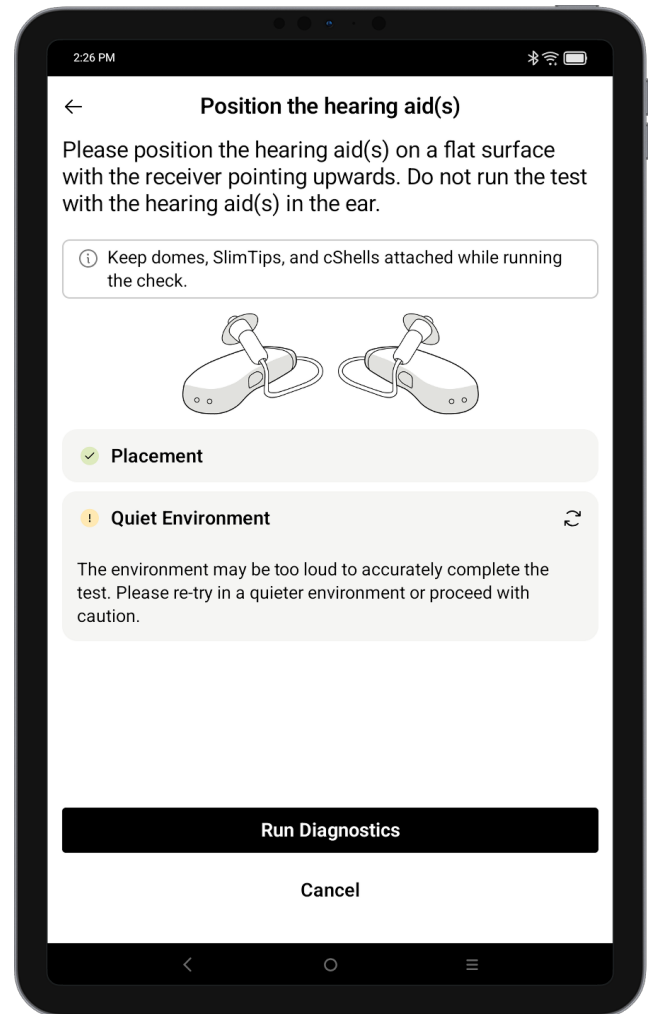 2:26 PM
Position the hearing aid(s)
Please position the hearing aid(s) on a flat surface
with the receiver pointing upwards. Do not run the test
with the hearing aid(s) in the ear.
Keep domes, SlimTips, and cShells attached while running
the check.
Placement
Quiet Environment
The environment may be too loud to accurately complete the
test. Please re-try in a quieter environment or proceed with
caution.
Run Diagnostics
Cancel